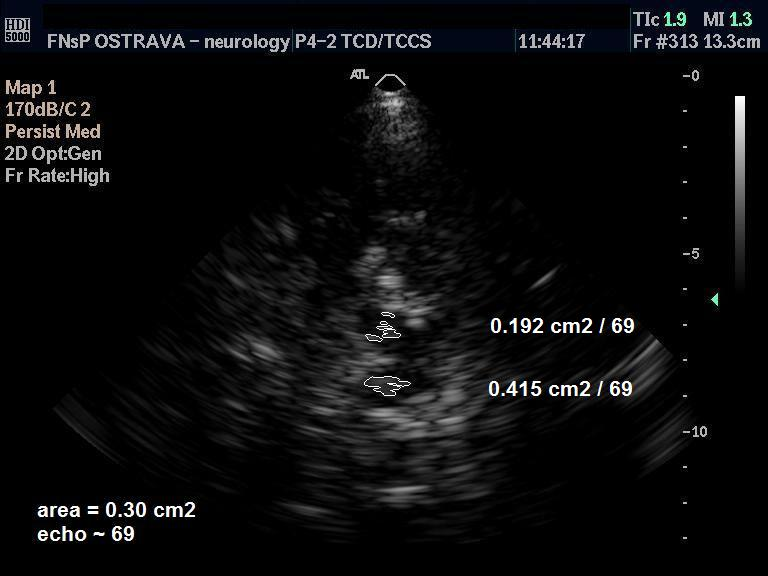 HDI
5000
TIc 1.9 MI 1.3
FNsP OSTRAVA - neurology P4-2 TCD/TCCS 11:44:17 Fr #313 13.3cm
ATL
Map 1
170dB/C 2
Persist Med
2D Opt:Gen
Fr Rate:High
0
5
10
0.192 cm2 / 69
0.415 cm2 / 69
area = 0.30 cm2
echo ~ 69